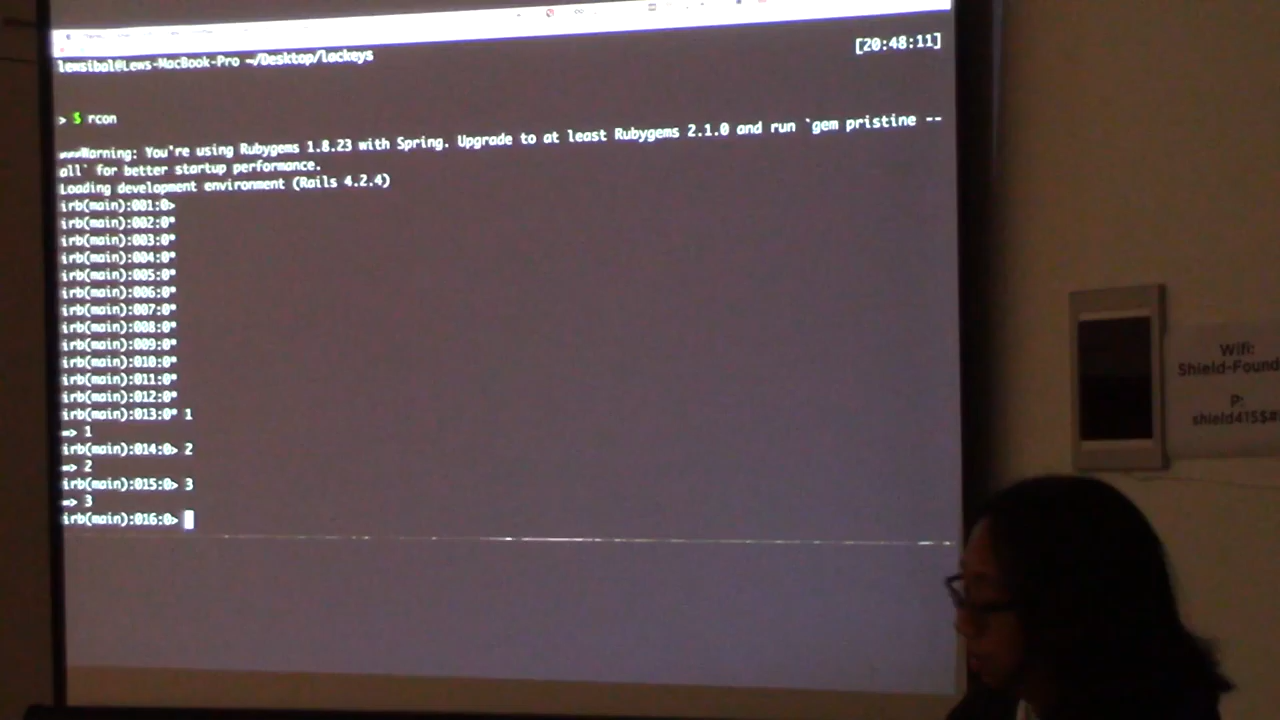 lewsibal@Lews-MacBook-Pro ~/Desktop/lackeys [20:48:11]
> $ rcon
Warning: You're using Rubygems 1.8.23 with Spring. Upgrade to at least Rubygems 2.1.0 and run `gem pristine --
all` for better startup performance.
Loading development environment (Rails 4.2.4)
irb(main):001:0>
irb(main):002:0*
irb(main):003:0*
irb(main):004:0*
irb(main):005:0*
irb(main):006:0*
irb(main):007:0*
irb(main):008:0*
irb(main):009:0*
irb(main):010:0*
irb(main):011:0*
irb(main):012:0*
irb(main):013:0* 1
=> 1
irb(main):014:0> 2
=> 2
irb(main):015:0> 3
=> 3
irb(main):016:0>
Wifi:
Shield-Found
P:
shield415$#